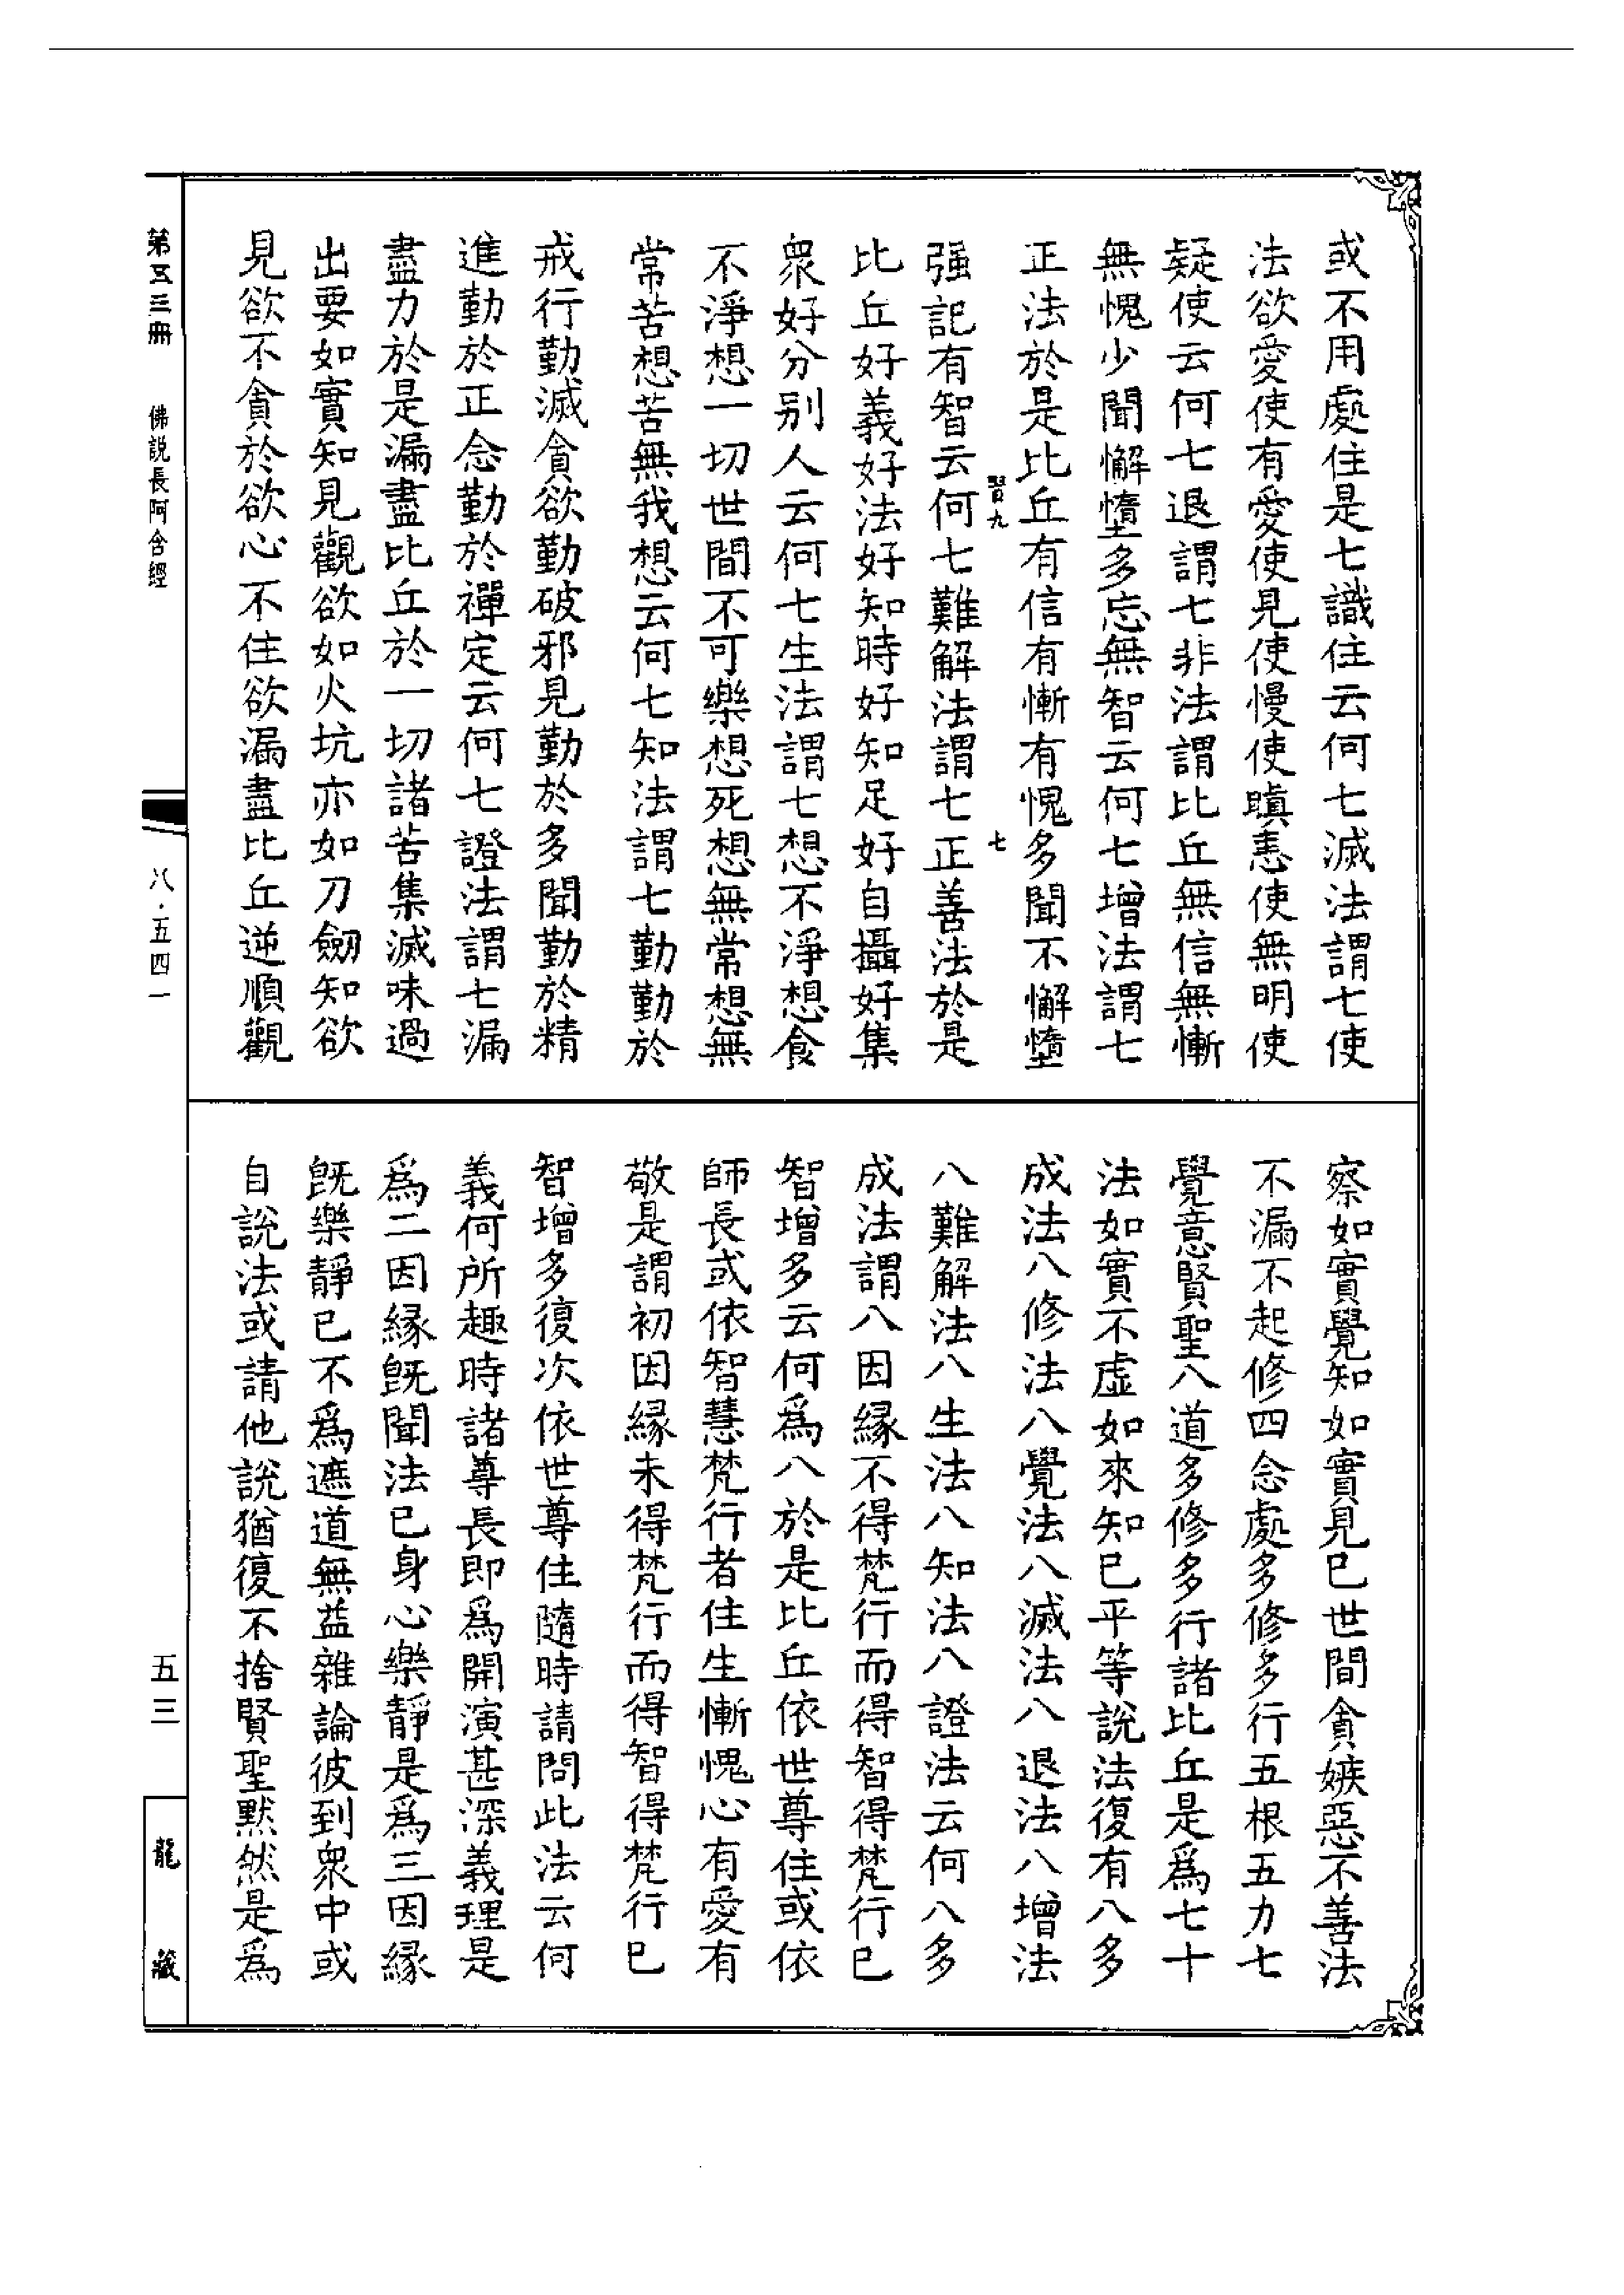 或不用處住是七識住云何七滅法謂七使
法欲愛使有愛使見使慢使瞋恚使無明使
疑使云何七退謂七非法謂比丘無信無慚
無愧少聞懈墮多忘無智云何七增法謂七
正法於是比丘有信有慚有愧多聞不懈墮
賢九 七
强記有智云何七難解法謂七正善法於是
比丘好義好法好知時好知足好自攝好集
衆好分别人云何七生法謂七想不淨想食
不淨想一切世間不可樂想死想無常想無
常苦想苦無我想云何七知法謂七勤勤於
戒行勤滅貪欲勤破邪見勤於多聞勤於精
進勤於正念勤於禪定云何七證法謂七漏
盡力於是漏盡比丘於一切諸苦集滅味過
出要如實知見觀欲如火坑亦如刀劒知欲
見欲不貪於欲心不住欲漏盡比丘逆順觀
察如實覺知如實見已世間貪嫉惡不善法
不漏不起修四念處多修多行五根五力七
覺意賢聖八道多修多行諸比丘是爲七十
法如實不虛如來知已平等說法復有八多
成法八修法八覺法八滅法八退法八增法
八難解法八生法八知法八證法云何八多
成法謂八因緣不得梵行而得智得梵行已
智增多云何爲八於是比丘依世尊住或依
師長或依智慧梵行者住生慚愧心有愛有
敬是謂初因緣未得梵行而得智得梵行已
智增多復次依世尊住隨時請問此法云何
義何所趣時諸尊長即爲開演甚深義理是
爲二因緣既聞法已身心樂靜是爲三因緣
既樂靜已不爲遮道無益雜論彼到衆中或
自說法或請他說猶復不捨賢聖默然是爲
第五三冊 佛説長阿含經
八·五四一
五三
龍藏